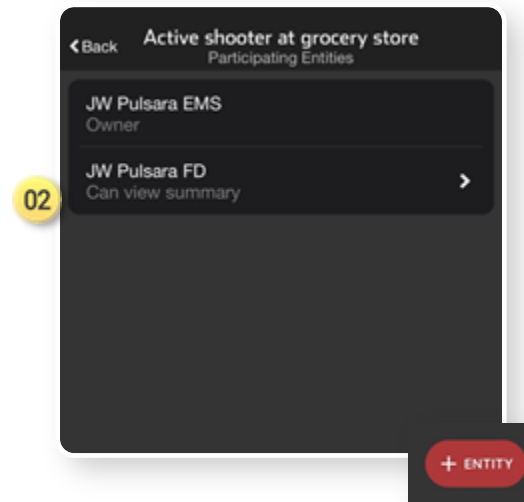 Back
Active shooter at grocery store
Participating Entities
JW Pulsara EMS
Owner
JW Pulsara FD
Can view summary
02
+ ENTITY